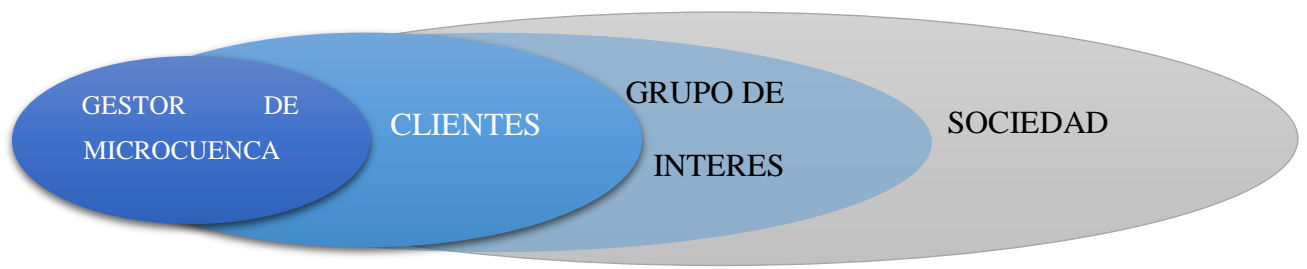 GESTOR DE
MICROCUENCA
CLIENTES
GRUPO DE
INTERES
SOCIEDAD